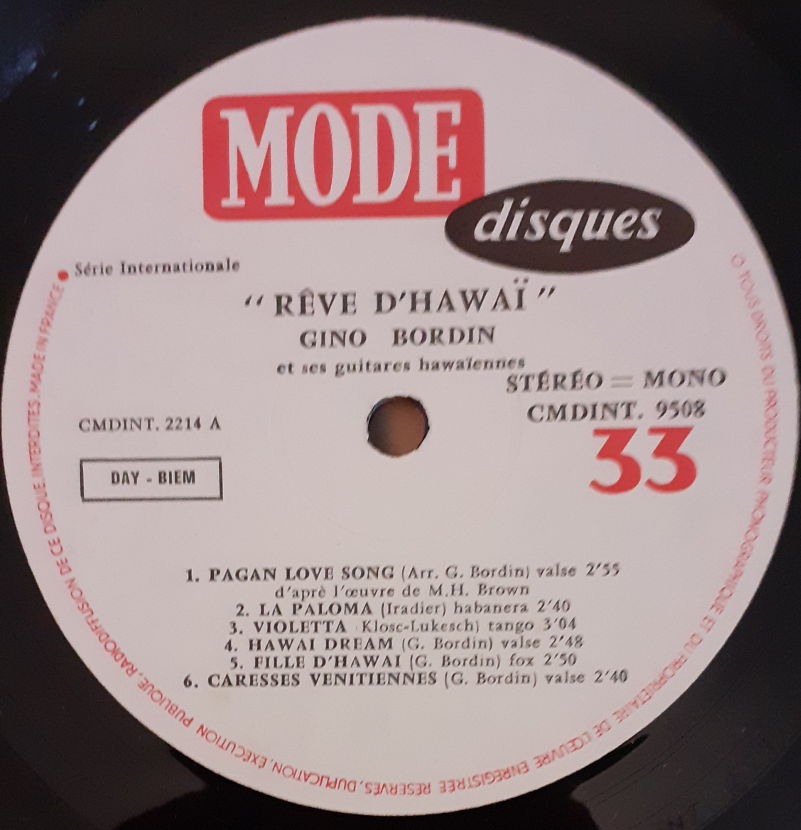 MODE
disques
Série Internationale
“RÊVE D'HAWAÏ”
GINO BORDIN
et ses guitares hawaïennes
STÉRÉO = MONO
CMDINT. 9508
33
CMDINT. 2214 A
DAY - BIEM
1. PAGAN LOVE SONG (Arr. G. Bordin) valse 2'55
d'aprè l'œuvre de M.H. Brown
2. LA PALOMA (Iradier) habanera 2'40
3. VIOLETTA Klosc-Lukesch) tango 3'04
4. HAWAI DREAM (G. Bordin) valse 2'48
5. FILLE D'HAWAI (G. Bordin) fox 2'50
6. CARESSES VENITIENNES (G. Bordin) valse 2'40
O TOUS DROITS DU PRODUCTEUR PHONOGRAPHIQUE ET DU PROPRIETAIRE DE L'ŒUVRE ENREGISTRÉE RESERVES. DUPLICATION, EXÉCUTION PUBLIQUE, RADIODIFFUSION DE CE DISQUE INTERDITES. MADE IN FRANCE